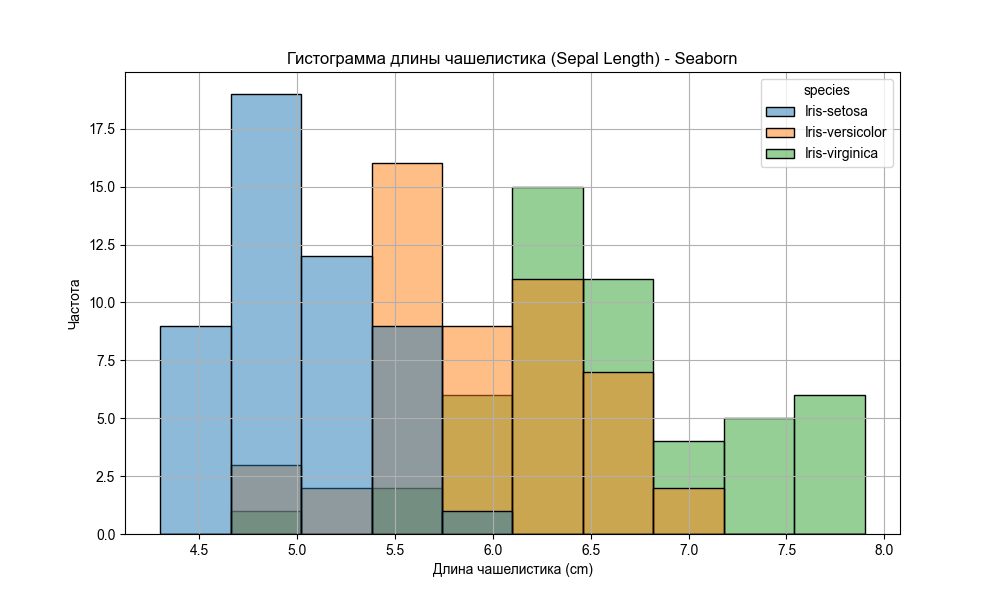 Гистограмма длины чашелистика (Sepal Length) - Seaborn
species
Iris-setosa
Iris-versicolor
Iris-virginica
Частота
17.5
15.0
12.5
10.0
7.5
5.0
2.5
0.0
4.5 5.0 5.5 6.0 6.5 7.0 7.5 8.0
Длина чашелистика (cm)